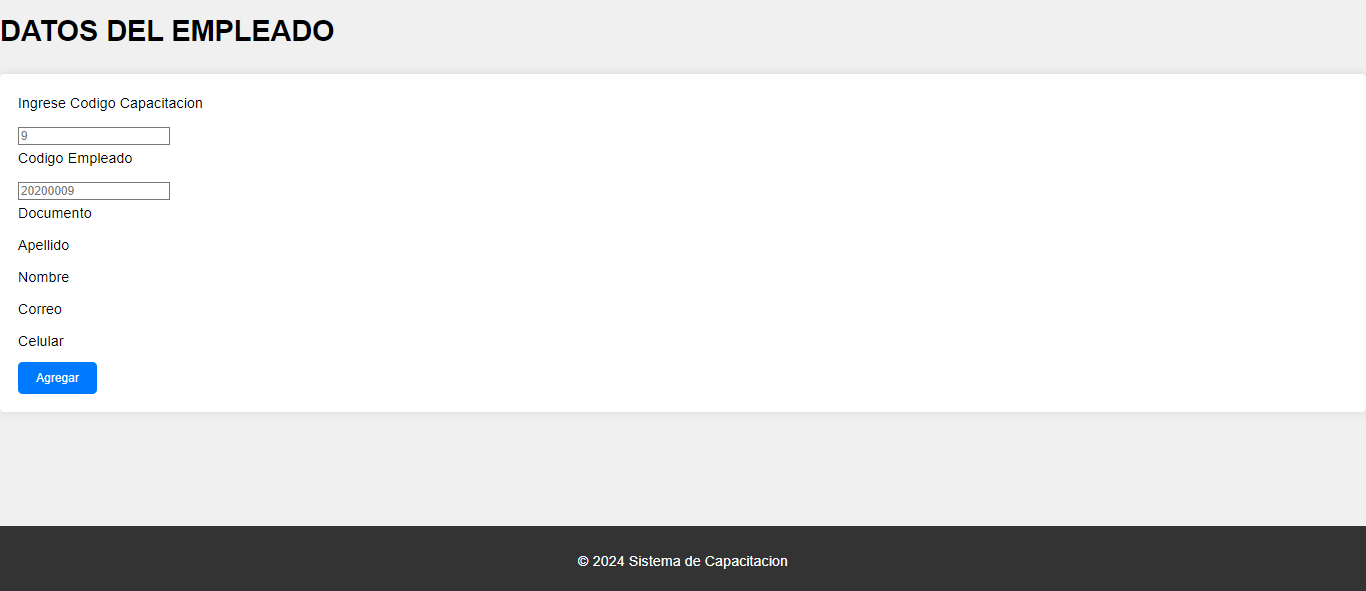 DATOS DEL EMPLEADO
Ingrese Codigo Capacitacion
9
Codigo Empleado
20200009
Documento
Apellido
Nombre
Correo
Celular
Agregar
© 2024 Sistema de Capacitacion